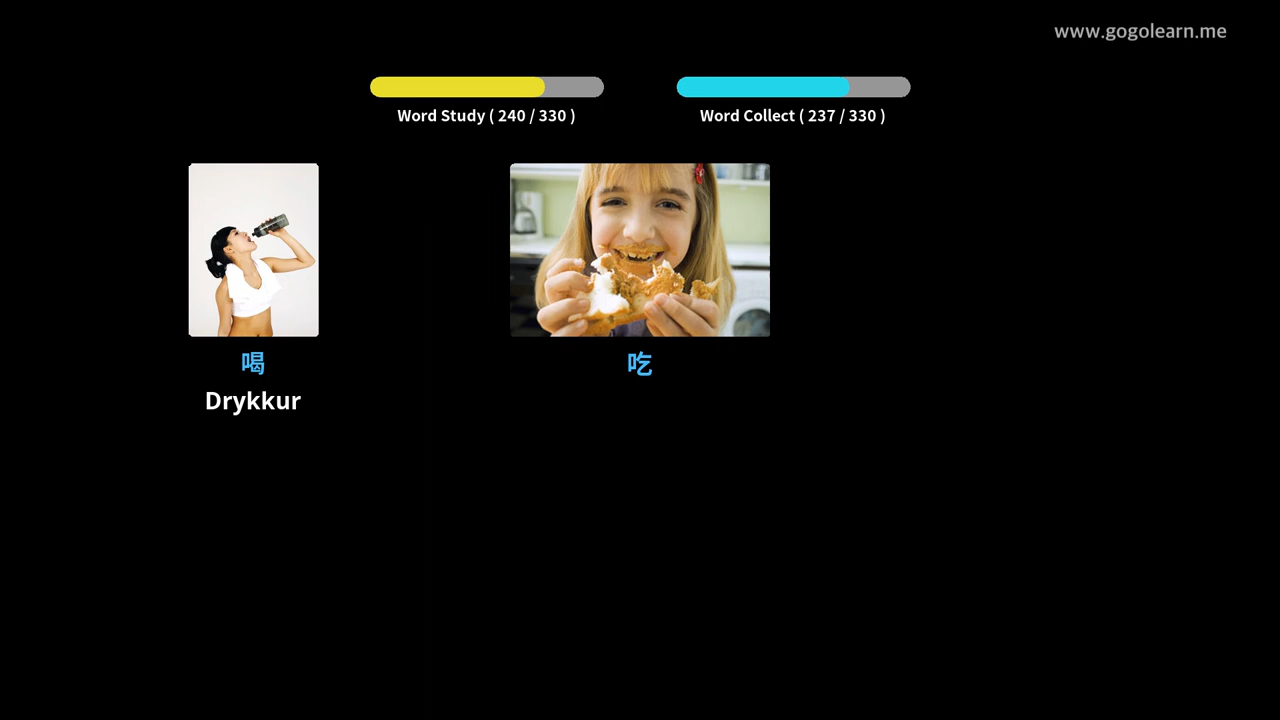 www.gogolearn.me
Word Study ( 240 / 330 )
Word Collect ( 237 / 330 )
喝
吃
Drykkur